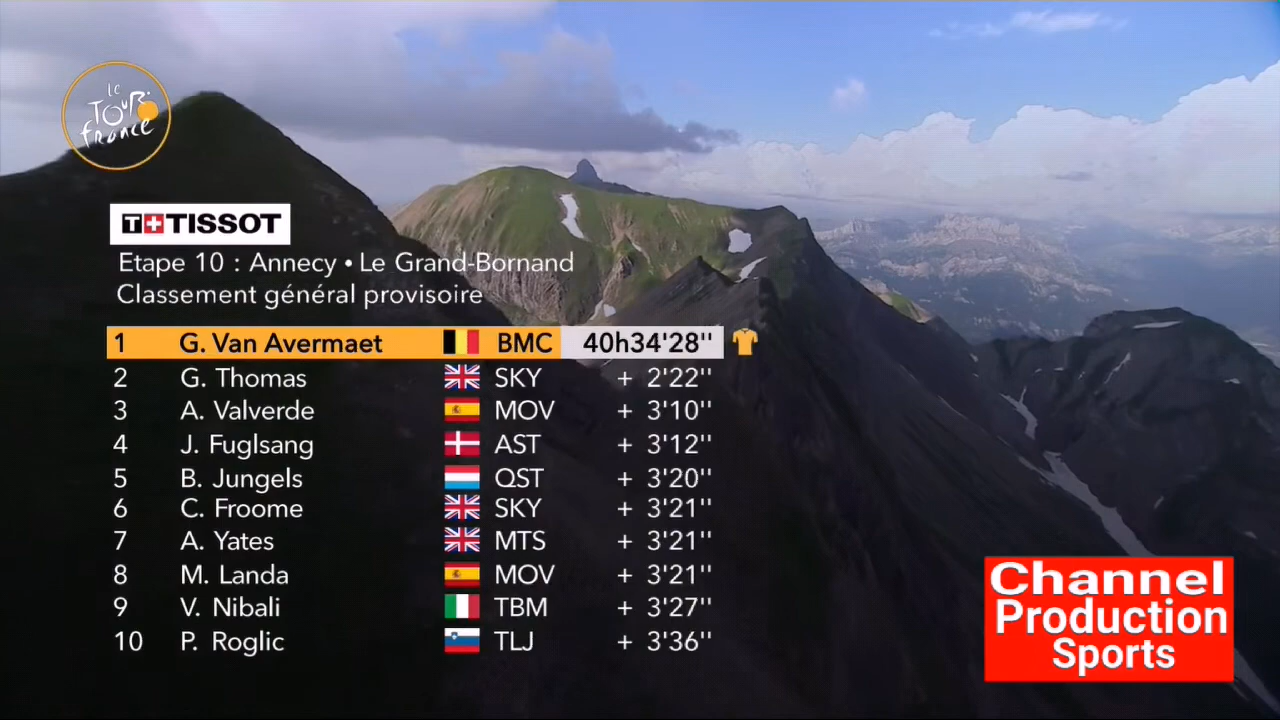 le
TOUR
france
T+TISSOT
Etape 10 : Annecy • Le Grand-Bornand
Classement général provisoire
1 G. Van Avermaet BMC 40h34'28''
2 G. Thomas SKY + 2'22''
3 A. Valverde MOV + 3'10''
4 J. Fuglsang AST + 3'12''
5 B. Jungels QST + 3'20''
6 C. Froome SKY + 3'21''
7 A. Yates MTS + 3'21''
8 M. Landa MOV + 3'21''
9 V. Nibali TBM + 3'27''
10 P. Roglic TLJ + 3'36''
Channel
Production
Sports